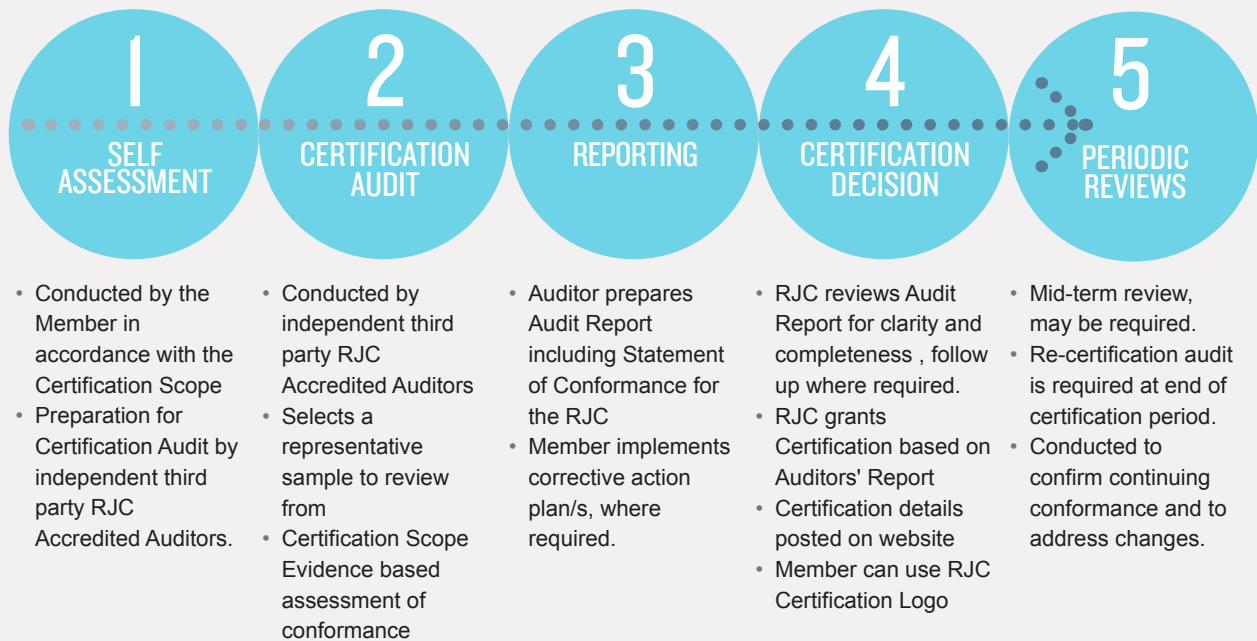 1
SELF
ASSESSMENT
• Conducted by the
Member in
accordance with the
Certification Scope
• Preparation for
Certification Audit by
independent third
party RJC
Accredited Auditors.
2
CERTIFICATION
AUDIT
• Conducted by
independent third
party RJC
Accredited Auditors
• Selects a
representative
sample to review
from
• Certification Scope
Evidence based
assessment of
conformance
3
REPORTING
• Auditor prepares
Audit Report
including Statement
of Conformance for
the RJC
• Member implements
corrective action
plan/s, where
required.
4
CERTIFICATION
DECISION
• RJC reviews Audit
Report for clarity and
completeness , follow
up where required.
• RJC grants
Certification based on
Auditors' Report
• Certification details
posted on website
• Member can use RJC
Certification Logo
5
PERIODIC
REVIEWS
• Mid-term review,
may be required.
• Re-certification audit
is required at end of
certification period.
• Conducted to
confirm continuing
conformance and to
address changes.